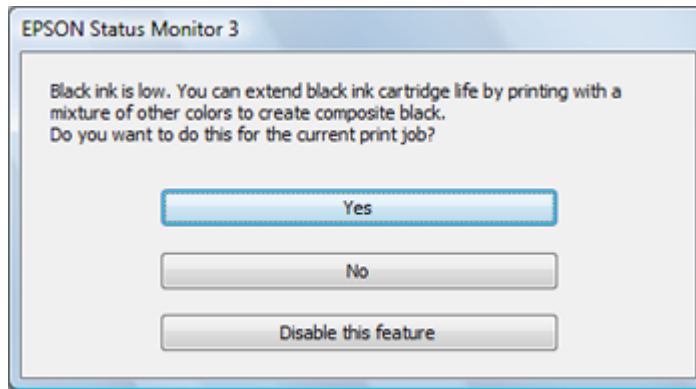 EPSON Status Monitor 3
Black ink is low. You can extend black ink cartridge life by printing with a
mixture of other colors to create composite black.
Do you want to do this for the current print job?
Yes
No
Disable this feature